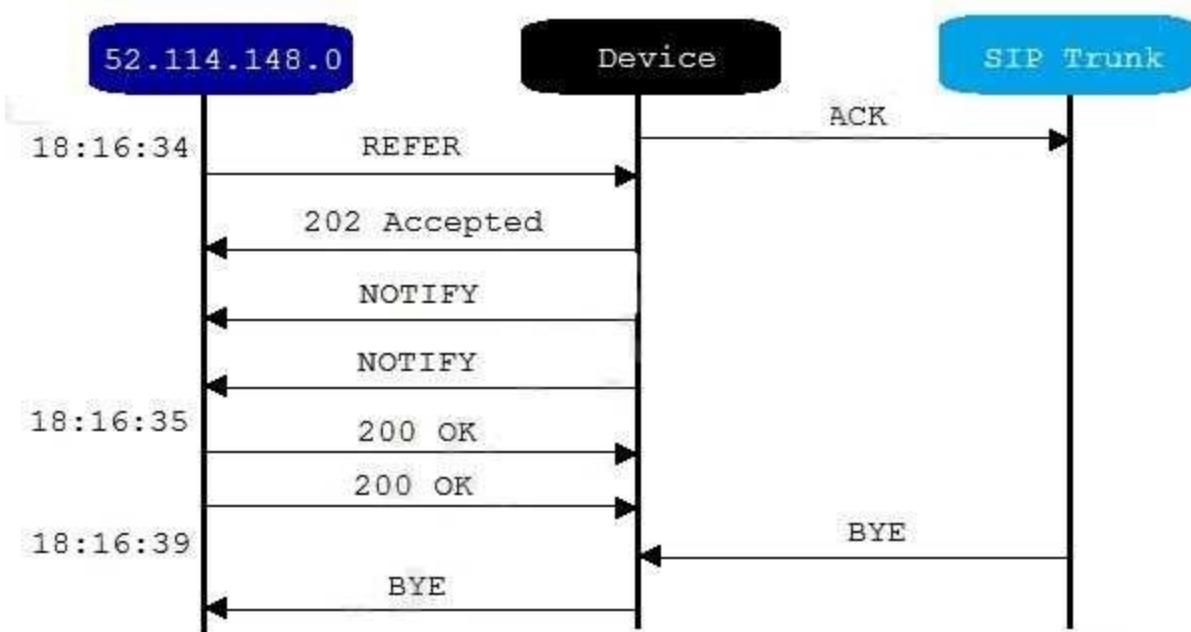 52.114.148.0
Device
SIP Trunk
ACK
18:16:34
REFER
202 Accepted
NOTIFY
NOTIFY
18:16:35
200 OK
200 OK
18:16:39
BYE
BYE